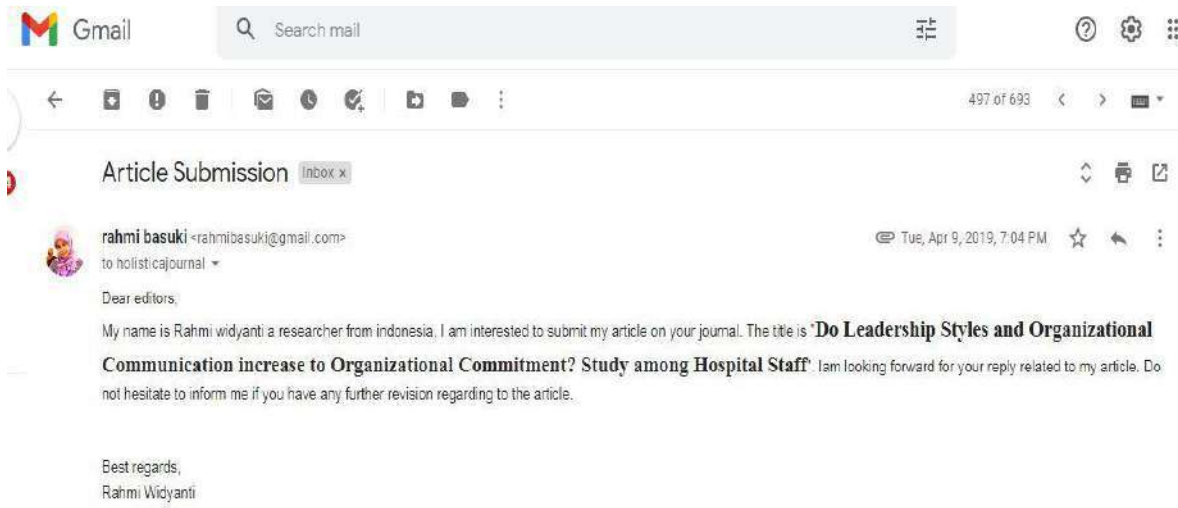 Gmail
Search mail
497 of 693
Article Submission Inbox x
rahmi basuki <rahmibasuki@gmail.com>
Tue, Apr 9, 2019, 7:04 PM
to holisticajournal
Dear editors,
My name is Rahmi widyanti a researcher from indonesia. I am interested to submit my article on your journal. The title is "Do Leadership Styles and Organizational
Communication increase to Organizational Commitment? Study among Hospital Staff". Iam looking forward for your reply related to my article. Do
not hesitate to inform me if you have any further revision regarding to the article.
Best regards,
Rahmi Widyanti